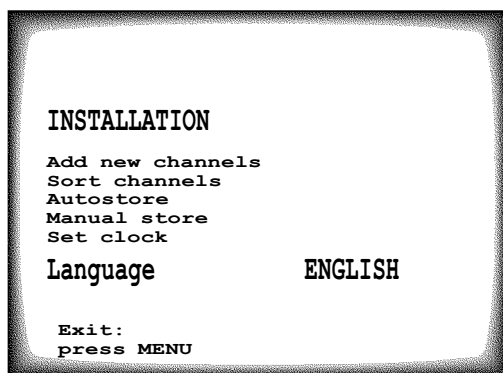 INSTALLATION
Add new channels
Sort channels
Autostore
Manual store
Set clock
Language ENGLISH
Exit:
press MENU